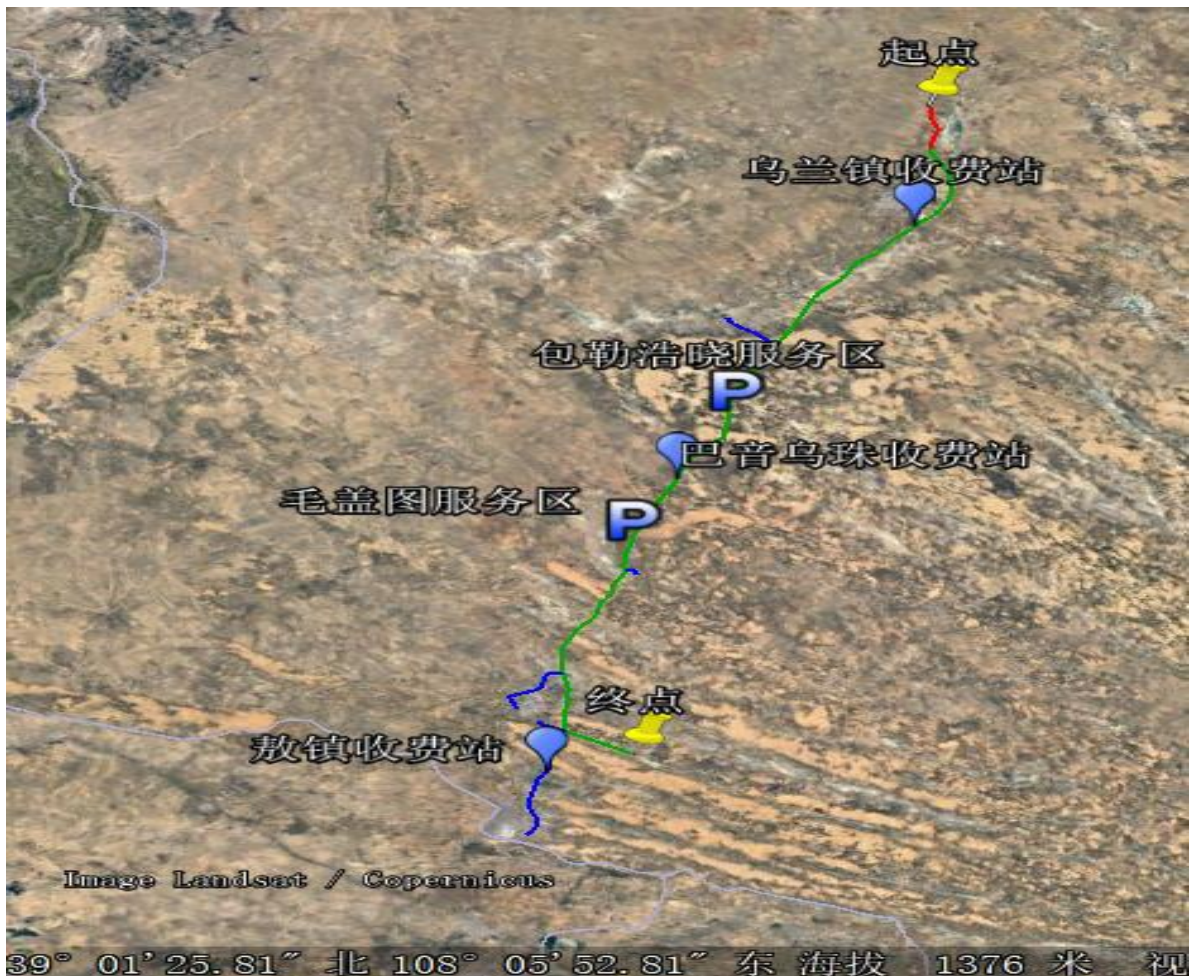 起点
乌兰镇收费站
包勒浩晓服务区
P
巴音乌珠收费站
毛盖图服务区
P
终点
敖镇收费站
Image Landsat / Copernicus
39° 01'25.81" 北 108° 05'52.81" 东 海拔 1376 米 视